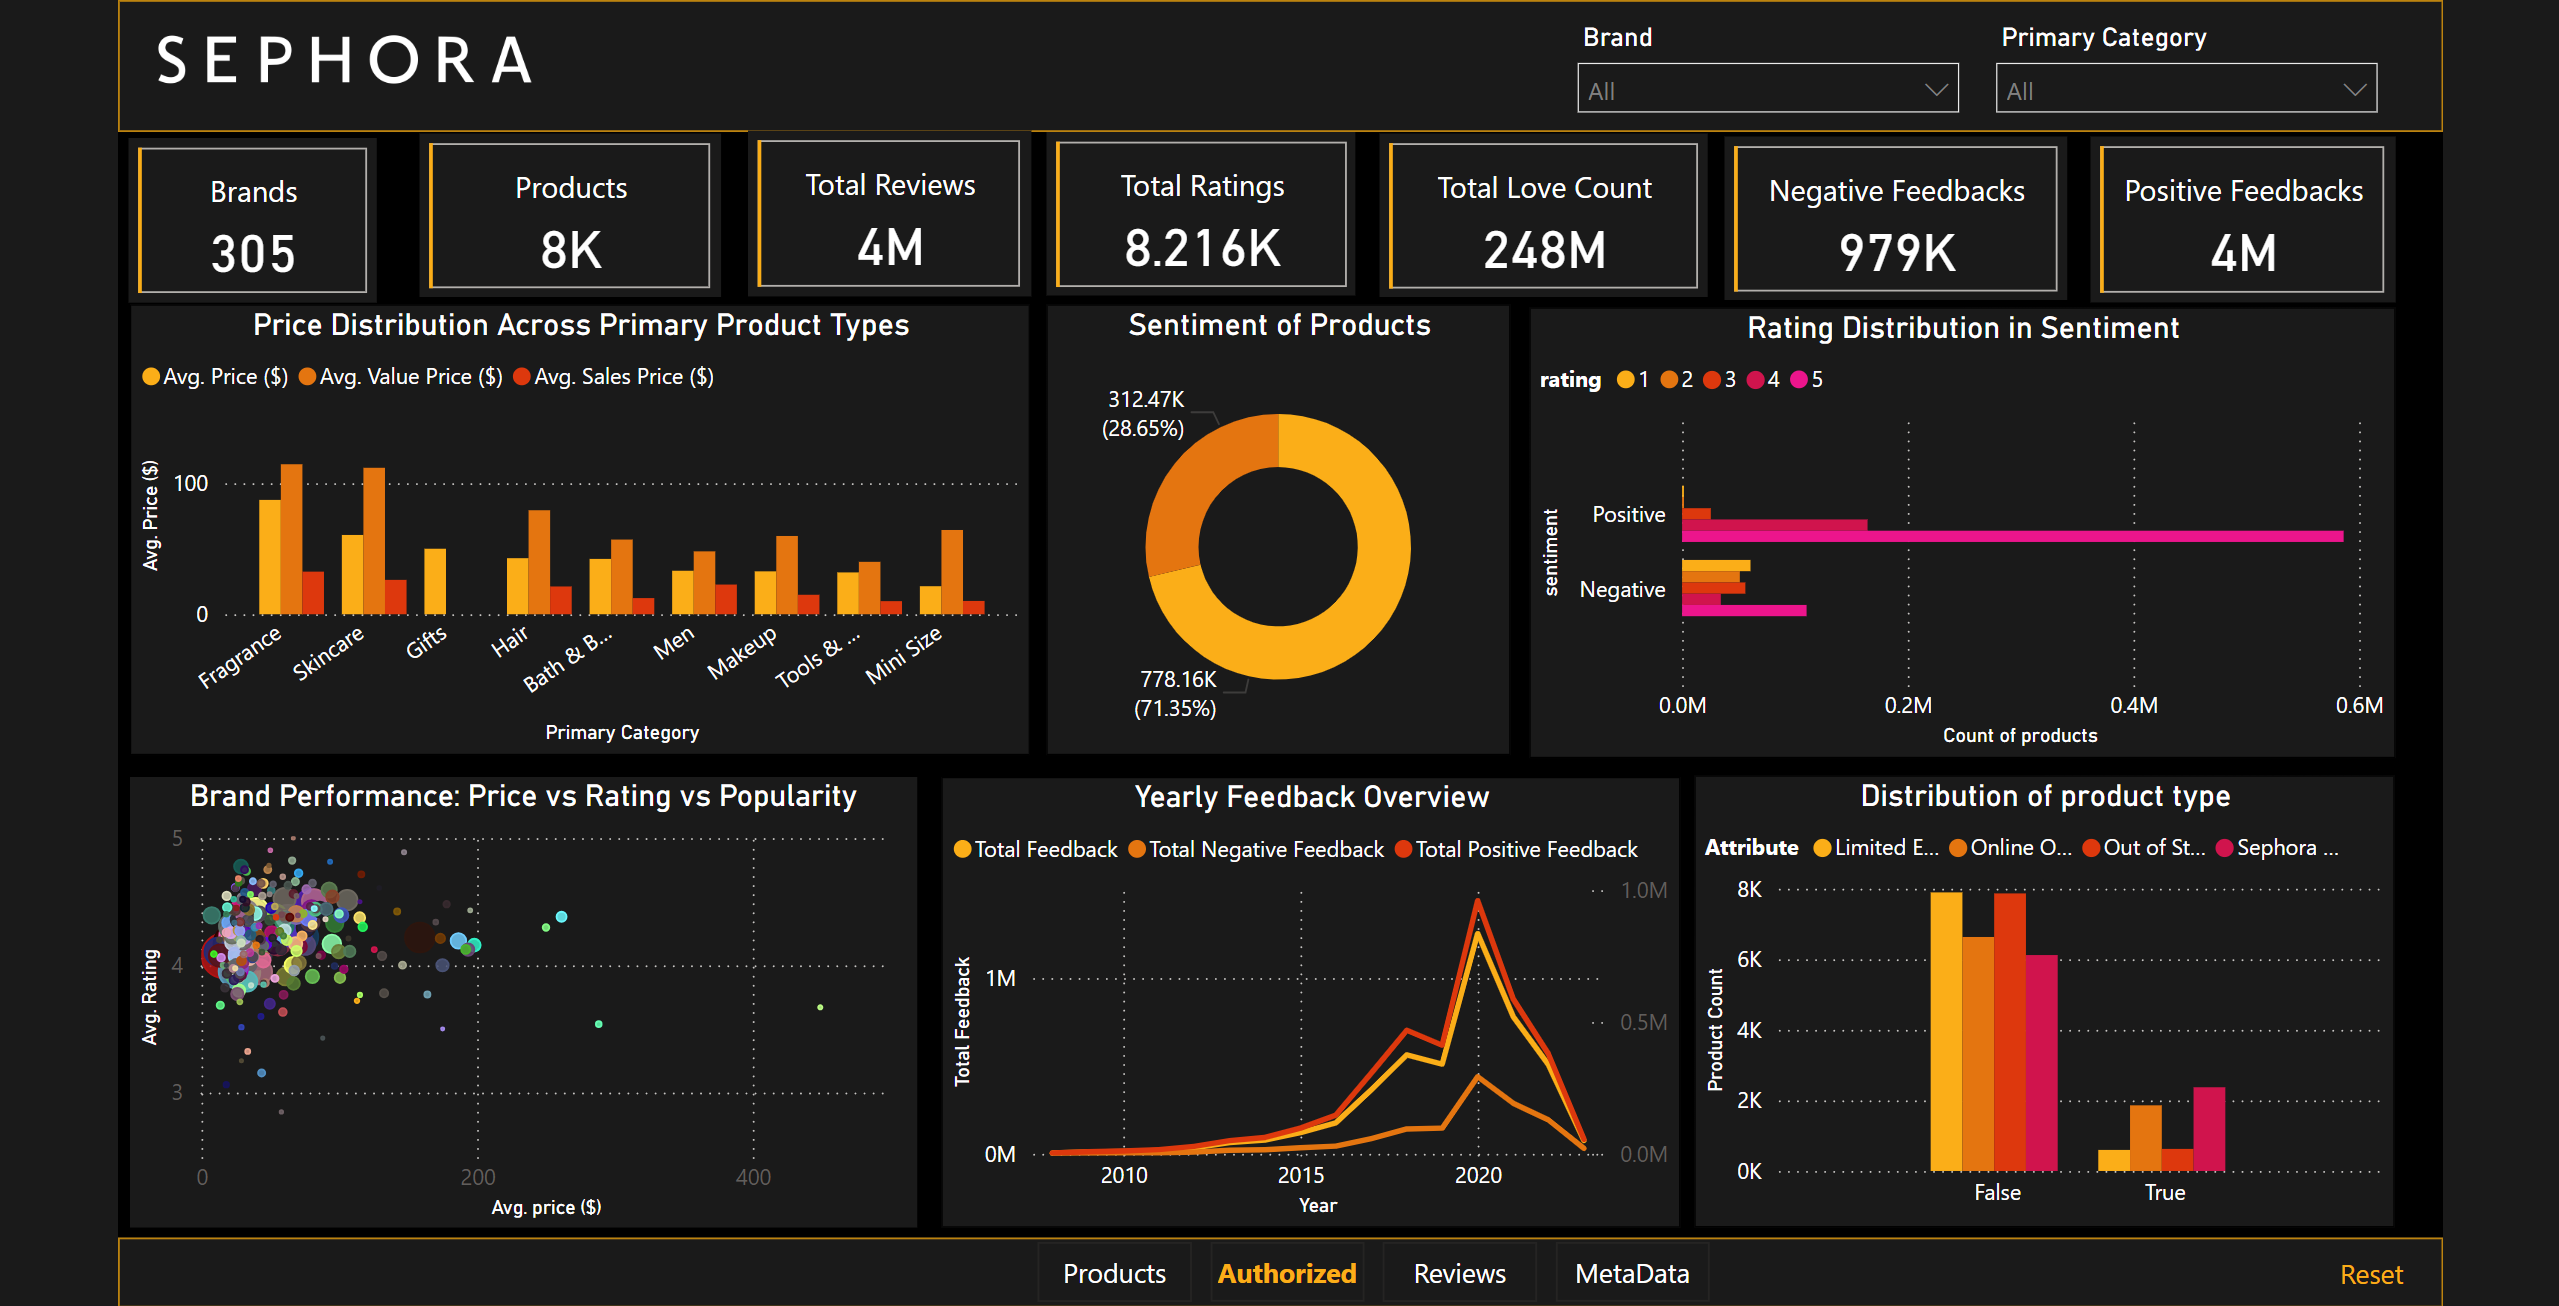 SEPHORA
Brand
All
Primary Category
All
Brands
305
Products
8K
Total Reviews
4M
Total Ratings
8.216K
Total Love Count
248M
Negative Feedbacks
979K
Positive Feedbacks
4M
Price Distribution Across Primary Product Types
Avg. Price ($) Avg. Value Price ($) Avg. Sales Price ($)
Avg. Price ($)
100
0
Fragrance
Skincare
Gifts
Hair
Bath & B...
Men
Makeup
Tools & ...
Mini Size
Primary Category
Sentiment of Products
312.47K
(28.65%)
778.16K
(71.35%)
Rating Distribution in Sentiment
rating 1 2 3 4 5
sentiment
Positive
Negative
0.0M 0.2M 0.4M 0.6M
Count of products
Brand Performance: Price vs Rating vs Popularity
Avg. Rating
5
4
3
0 200 400
Avg. price ($)
Yearly Feedback Overview
Total Feedback Total Negative Feedback Total Positive Feedback
Total Feedback
1M
0M
1.0M
0.5M
0.0M
2010 2015 2020
Year
Distribution of product type
Attribute Limited E... Online O... Out of St... Sephora ...
Product Count
8K
6K
4K
2K
0K
False True
Products Authorized Reviews MetaData
Reset